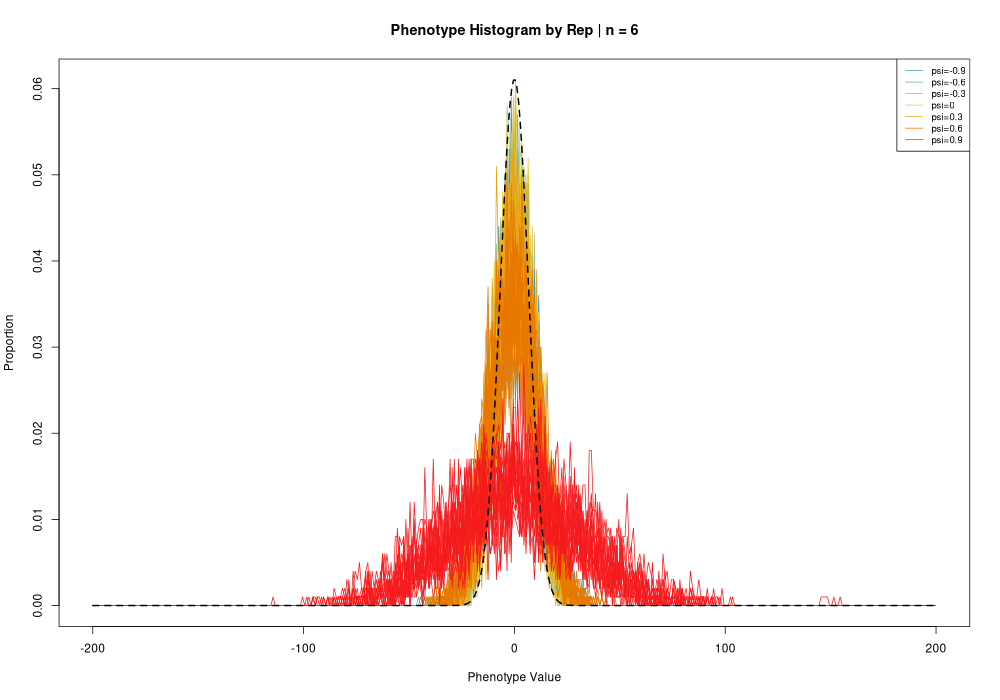 Phenotype Histogram by Rep | n = 6
psi=-0.9
psi=-0.6
psi=-0.3
psi=0
psi=0.3
psi=0.6
psi=0.9
Proportion
0.06
0.05
0.04
0.03
0.02
0.01
0.00
-200
-100
0
100
200
Phenotype Value